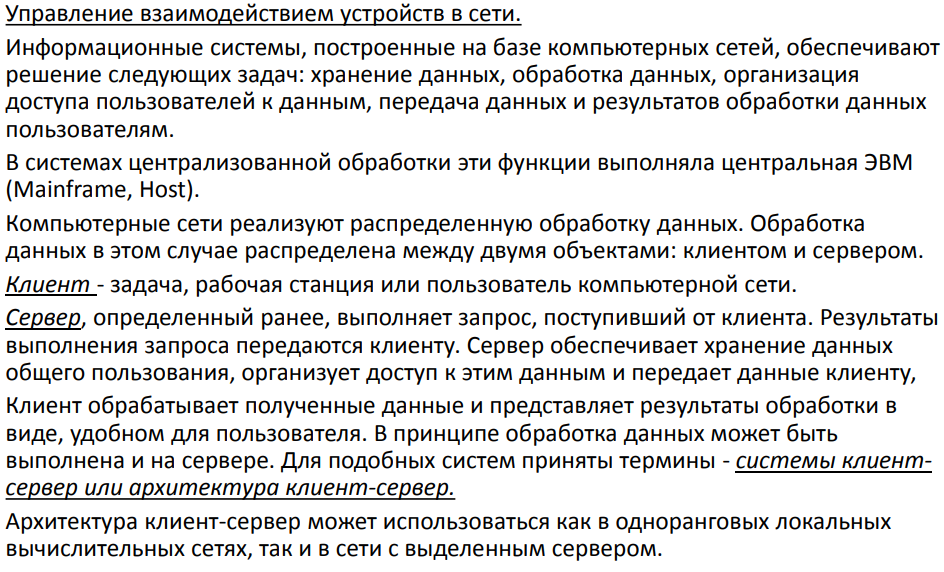 Управление взаимодействием устройств в сети.
Информационные системы, построенные на базе компьютерных сетей, обеспечивают
решение следующих задач: хранение данных, обработка данных, организация
доступа пользователей к данным, передача данных и результатов обработки данных
пользователям.
В системах централизованной обработки эти функции выполняла центральная ЭВМ
(Mainframe, Host).
Компьютерные сети реализуют распределенную обработку данных. Обработка
данных в этом случае распределена между двумя объектами: клиентом и сервером.
Клиент - задача, рабочая станция или пользователь компьютерной сети.
Сервер, определенный ранее, выполняет запрос, поступивший от клиента. Результаты
выполнения запроса передаются клиенту. Сервер обеспечивает хранение данных
общего пользования, организует доступ к этим данным и передает данные клиенту,
Клиент обрабатывает полученные данные и представляет результаты обработки в
виде, удобном для пользователя. В принципе обработка данных может быть
выполнена и на сервере. Для подобных систем приняты термины - системы клиент-
сервер или архитектура клиент-сервер.
Архитектура клиент-сервер может использоваться как в одноранговых локальных
вычислительных сетях, так и в сети с выделенным сервером.